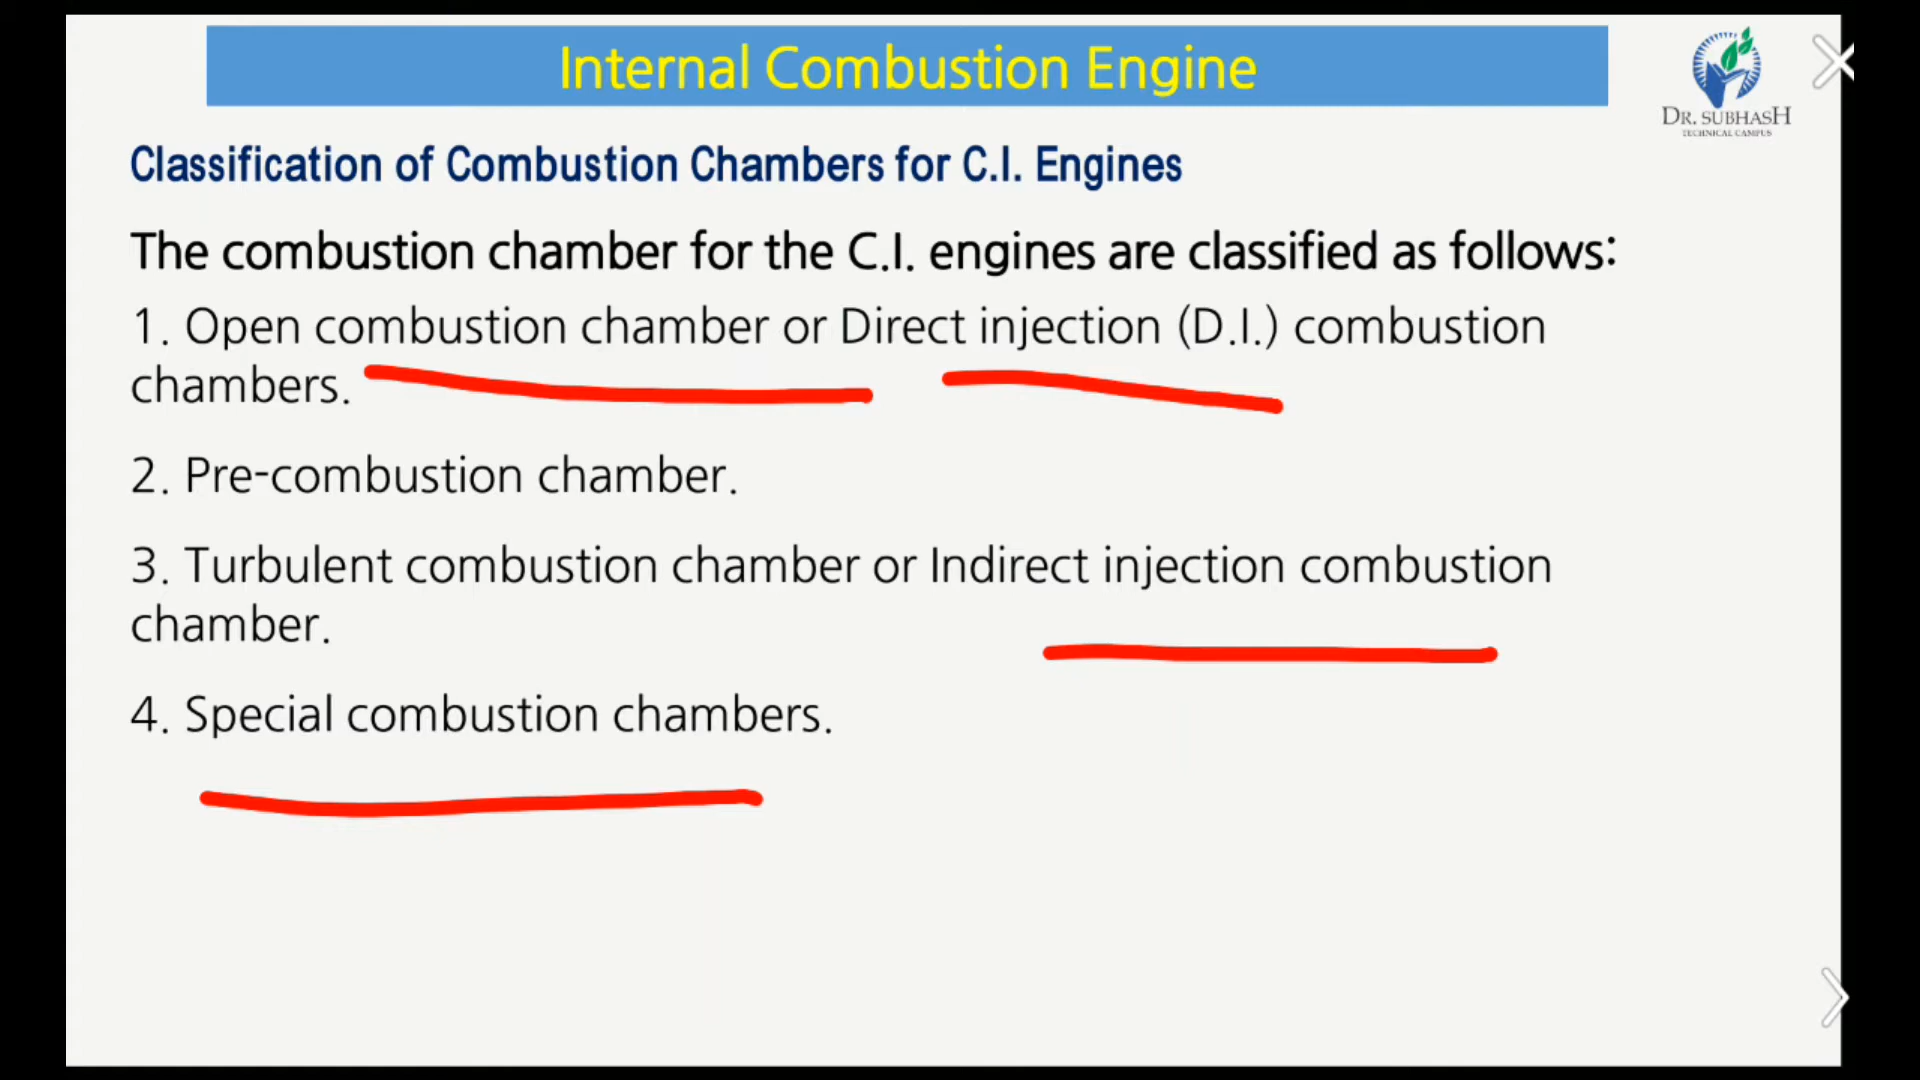 Internal Combustion Engine
DR. SUBHASH
TECHNICAL CAMPUS
Classification of Combustion Chambers for C.I. Engines
The combustion chamber for the C.I. engines are classified as follows:
1. Open combustion chamber or Direct injection (D.I.) combustion
chambers.
2. Pre-combustion chamber.
3. Turbulent combustion chamber or Indirect injection combustion
chamber.
4. Special combustion chambers.